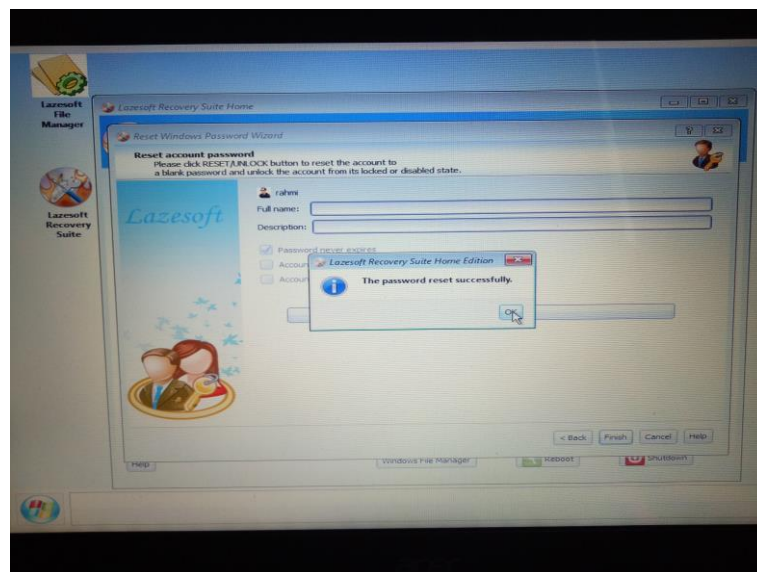 Lazesoft
File
Manager
Lazesoft
Recovery
Suite
Lazesoft Recovery Suite Home
Reset Windows Password Wizard
Reset account password
Please click RESET/UNLOCK button to reset the account to
a blank password and unlock the account from its locked or disabled state.
Lazesoft
rahmi
Full name:
Description:
Password never expires
Accoun
Accoun
Lazesoft Recovery Suite Home Edition
The password reset successfully.
OK
< Back
Finish
Cancel
Help
Help
Windows File Manager
Reboot
Shutdown